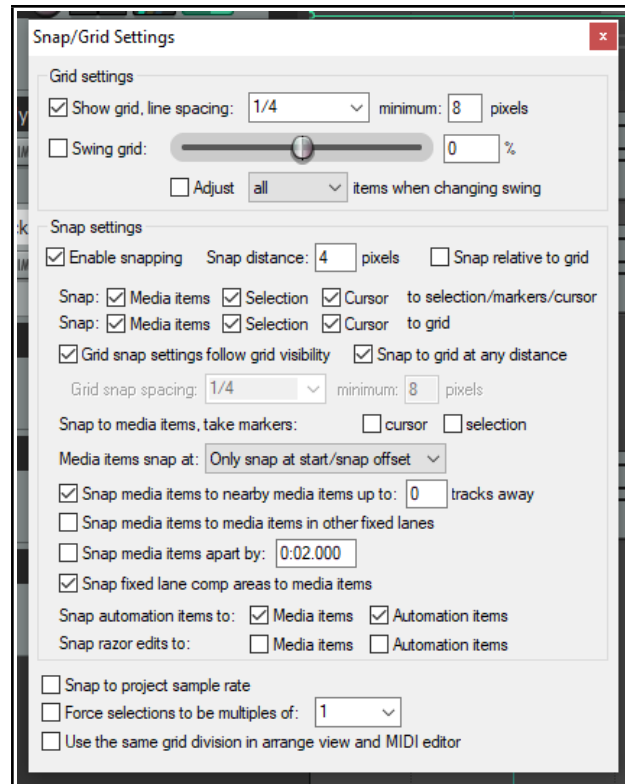 Snap/Grid Settings x
Grid settings
Show grid, line spacing: 1/4 minimum: 8 pixels
Swing grid: 0 %
Adjust all items when changing swing
Snap settings
Enable snapping Snap distance: 4 pixels Snap relative to grid
Snap: Media items Selection Cursor to selection/markers/cursor
Snap: Media items Selection Cursor to grid
Grid snap settings follow grid visibility Snap to grid at any distance
Grid snap spacing: 1/4 minimum: 8 pixels
Snap to media items, take markers: cursor selection
Media items snap at: Only snap at start/snap offset
Snap media items to nearby media items up to: 0 tracks away
Snap media items to media items in other fixed lanes
Snap media items apart by: 0:02.000
Snap fixed lane comp areas to media items
Snap automation items to: Media items Automation items
Snap razor edits to: Media items Automation items
Snap to project sample rate
Force selections to be multiples of: 1
Use the same grid division in arrange view and MIDI editor